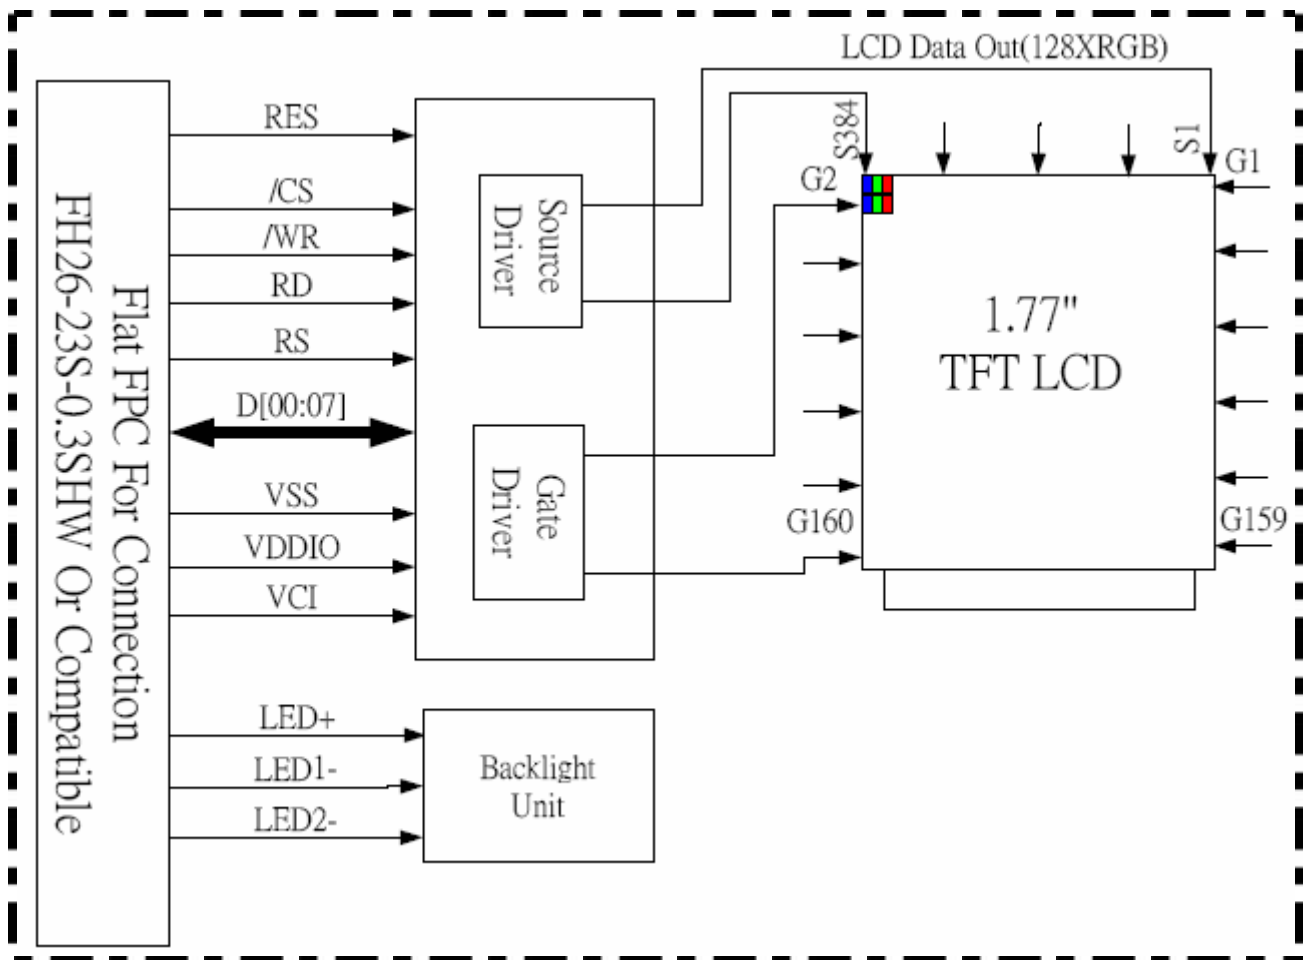 LCD Data Out(128XRGB)
RES
/CS
/WR
RD
RS
D[00:07]
VSS
VDDIO
VCI
LED+
LED1-
LED2-
Flat FPC For Connection
FH26-23S-0.3SHW Or Compatible
Source
Driver
Gate
Driver
Backlight
Unit
S384
S1
G2
G1
1.77"
TFT LCD
G160
G159